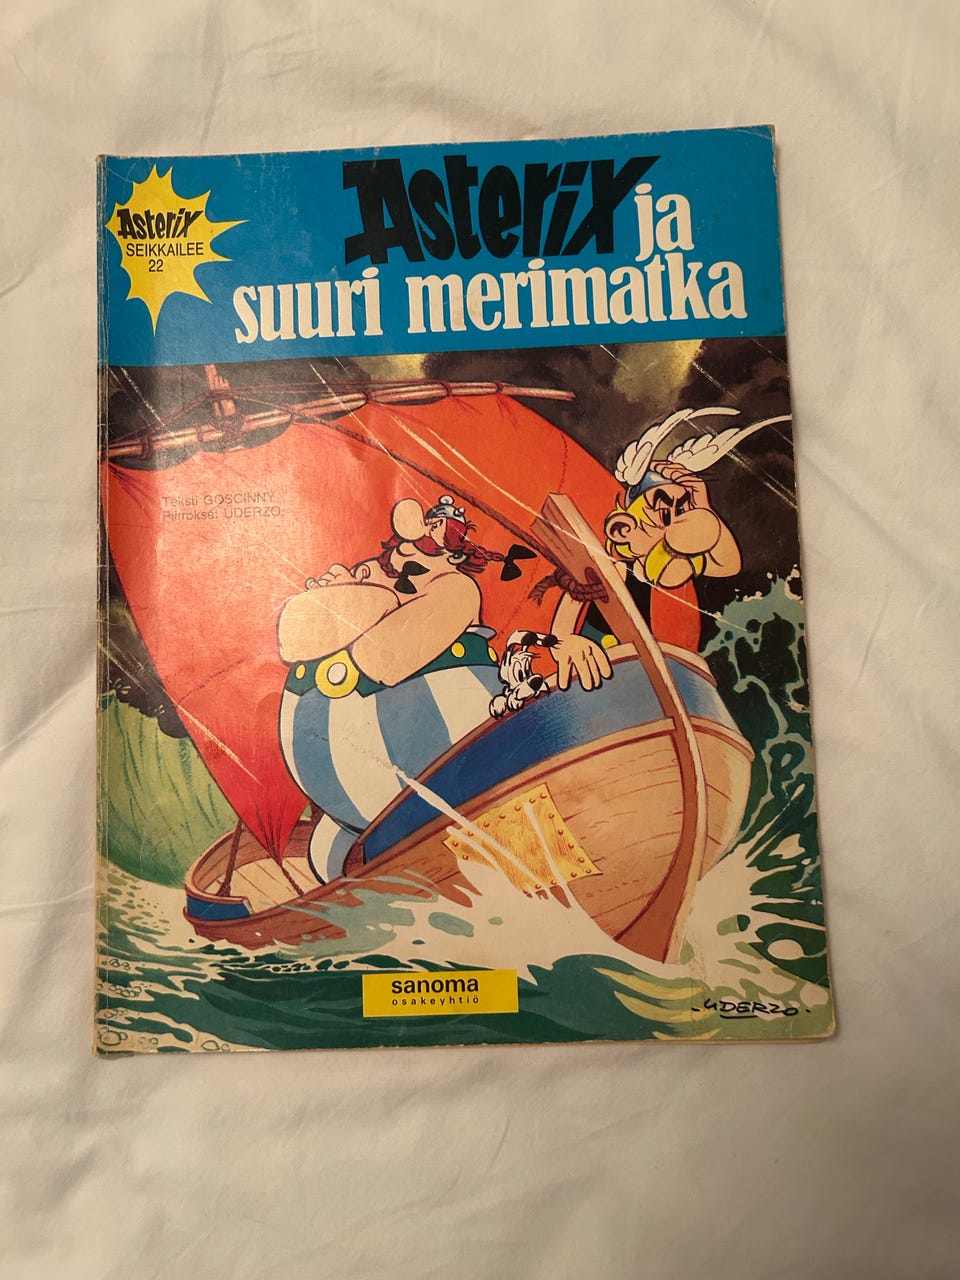 Asterix
SEIKKAILEE
22
Asterix ja
suuri merimatka
Teksti GOSCINNY
Piirrokset UDERZO
sanoma
osakeyhtiö
UDERZO